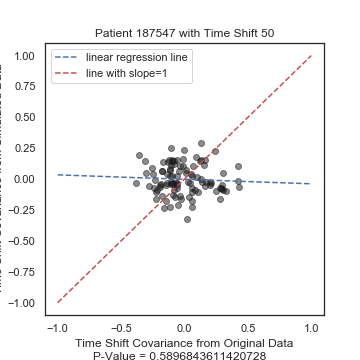 Patient 187547 with Time Shift 50
linear regression line
line with slope=1
1.00
0.75
0.50
0.25
0.00
−0.25
−0.50
−0.75
−1.00
−1.0
−0.5
0.0
0.5
1.0
Time Shift Covariance from Original Data
P-Value = 0.5896843611420728